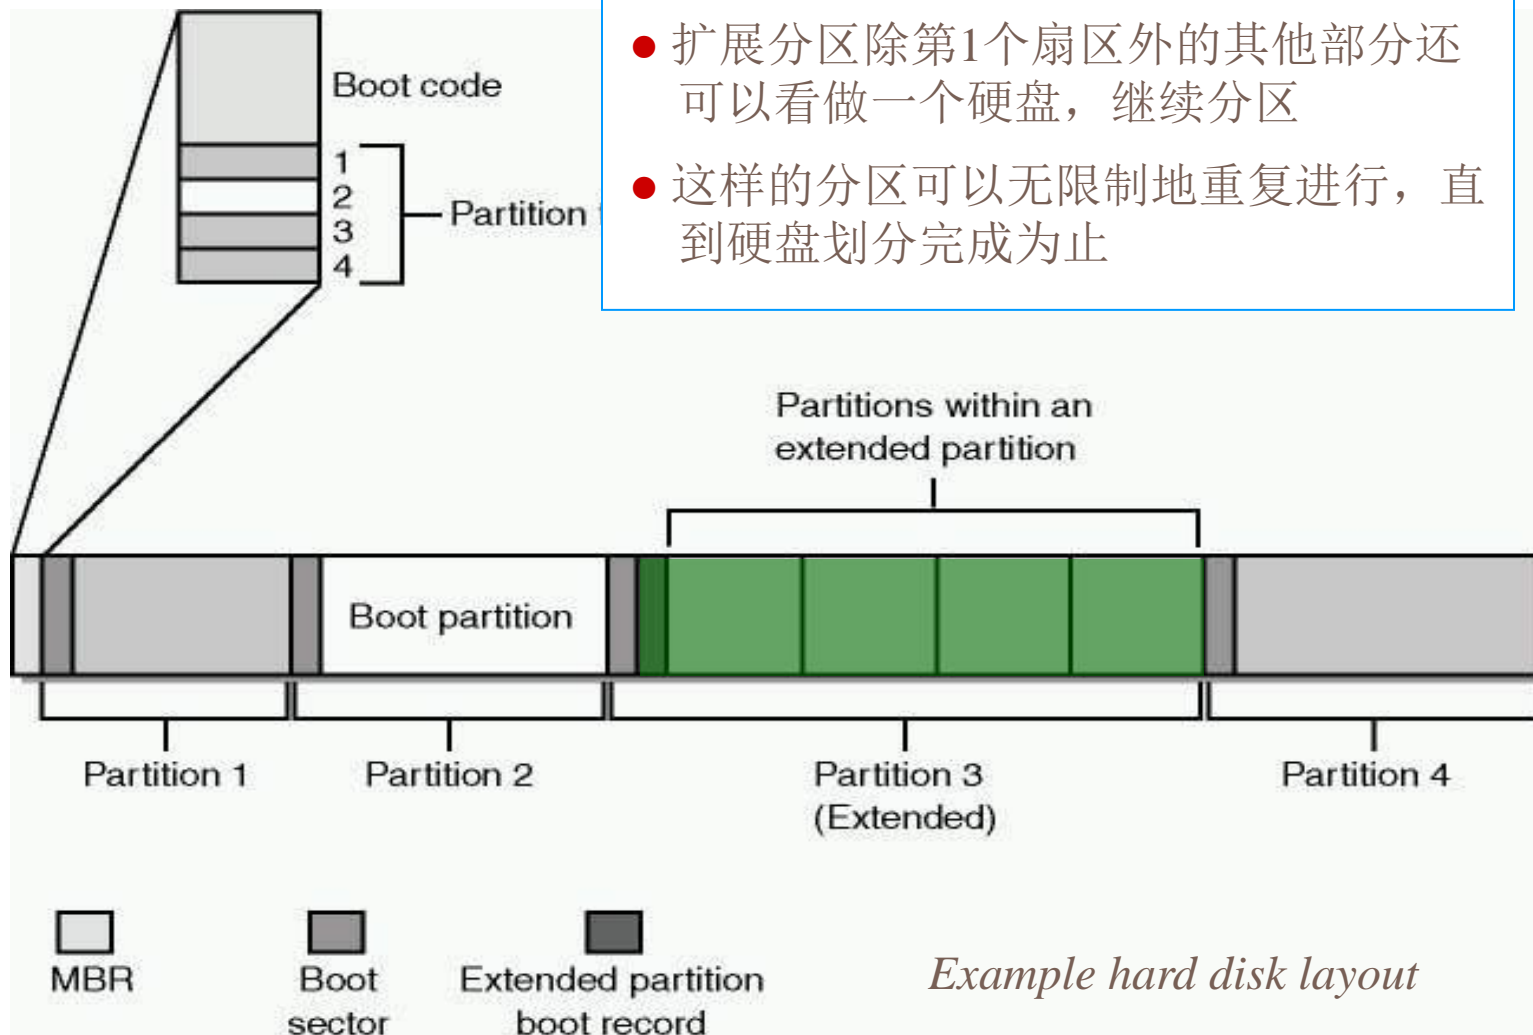 ● 扩展分区除第1个扇区外的其他部分还
可以看做一个硬盘，继续分区
● 这样的分区可以无限制地重复进行，直
到硬盘划分完成为止
Boot code
1
2
3
4
Partition
Partitions within an
extended partition
Boot partition
Partition 1
Partition 2
Partition 3
(Extended)
Partition 4
MBR
Boot
sector
Extended partition
boot record
Example hard disk layout